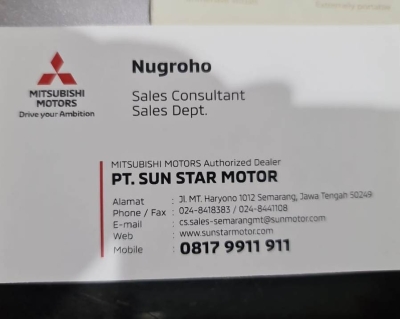 MITSUBISHI
MOTORS
Drive your Ambition
Nugroho
Sales Consultant
Sales Dept.
MITSUBISHI MOTORS Authorized Dealer
PT. SUN STAR MOTOR
Alamat : Jl. MT. Haryono 1012 Semarang, Jawa Tengah 50249
Phone / Fax : 024-8418383 / 024-8441108
E-mail : cs.sales-semarangmt@sunmotor.com
Web : www.sunstarmotor.com
Mobile : 0817 9911 911